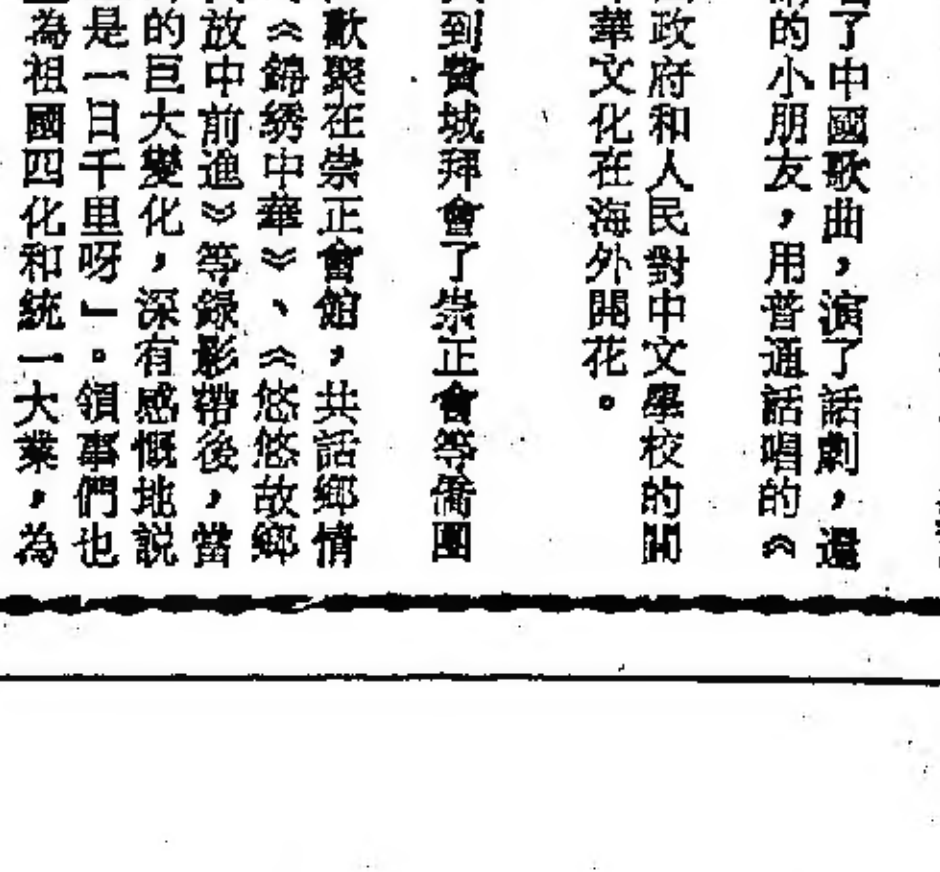 了中國歌曲，演了話劇，還
的小朋友，用普通話唱的《
政府和人民對中文學校的開
華文化在海外開花。
到費城拜會了崇正會等僑團
歡聚在崇正會館，共話鄉情
《錦綉中華》、《悠悠故鄉
放中前進》等錄影帶後，當
的巨大變化，深有感慨地説
是一日千里呀」。領事們也
為祖國四化和統一大業，為